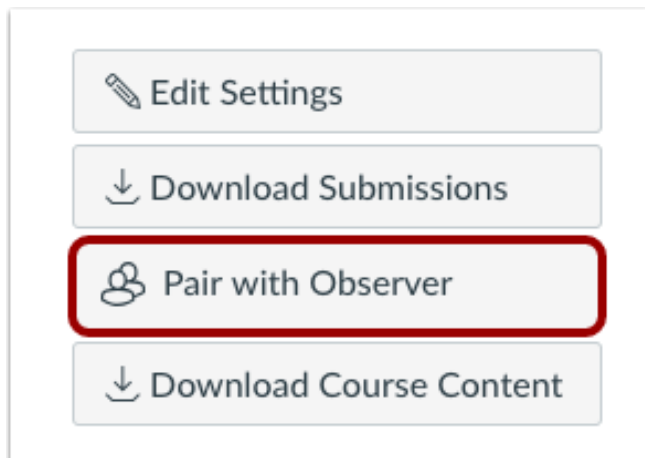 Edit Settings
Download Submissions
Pair with Observer
Download Course Content